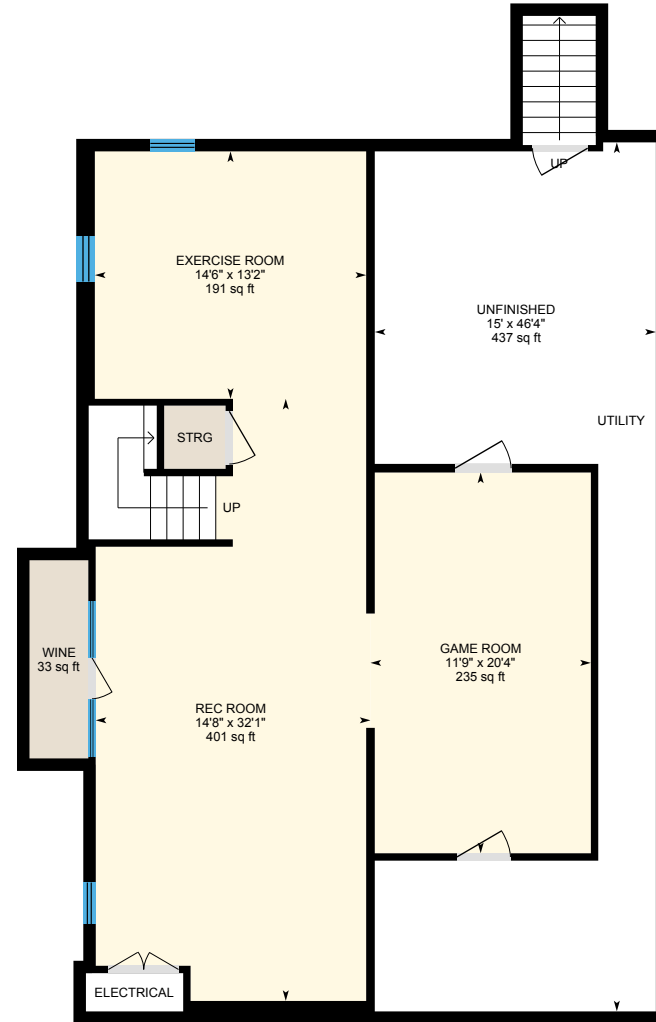 UP
EXERCISE ROOM
14'6" x 13'2"
191 sq ft
UNFINISHED
15' x 46'4"
437 sq ft
UTILITY
STRG
UP
WINE
33 sq ft
GAME ROOM
11'9" x 20'4"
235 sq ft
REC ROOM
14'8" x 32'1"
401 sq ft
ELECTRICAL